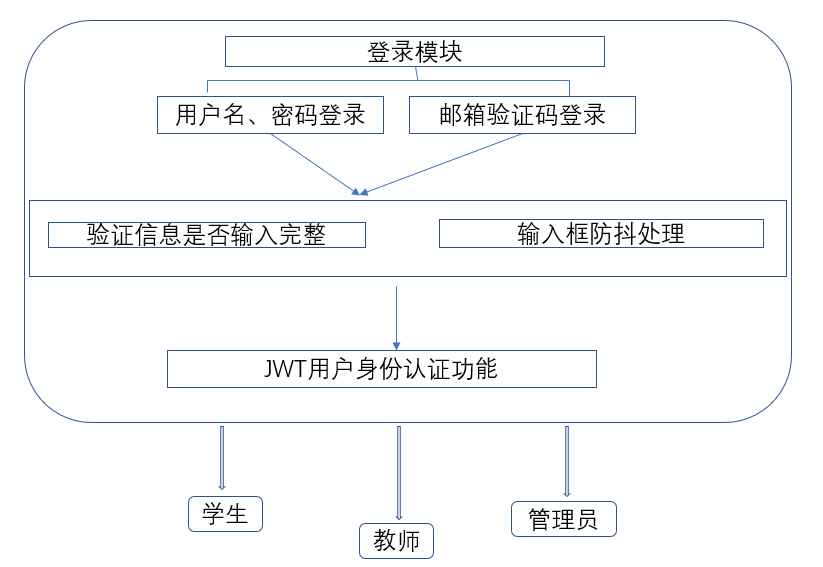 登录模块
用户名、密码登录
邮箱验证码登录
验证信息是否输入完整
输入框防抖处理
JWT用户身份认证功能
学生
教师
管理员